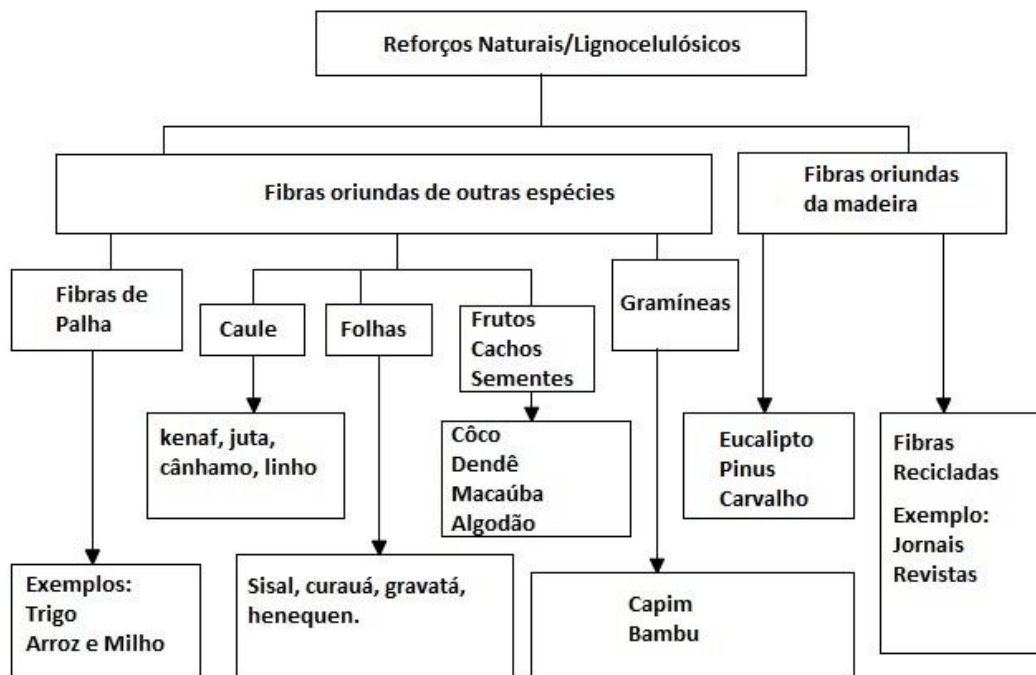 Reforços Naturais/Lignocelulósicos
Fibras oriundas de outras espécies
Fibras oriundas
da madeira
Fibras de
Palha
Caule
Folhas
Frutos
Cachos
Sementes
Gramíneas
kenaf, juta,
cânhamo, linho
Côco
Dendê
Macaúba
Algodão
Eucalipto
Pinus
Carvalho
Fibras
Recicladas
Exemplo:
Jornais
Revistas
Exemplos:
Trigo
Arroz e Milho
Sisal, curauá, gravatá,
henequen.
Capim
Bambu